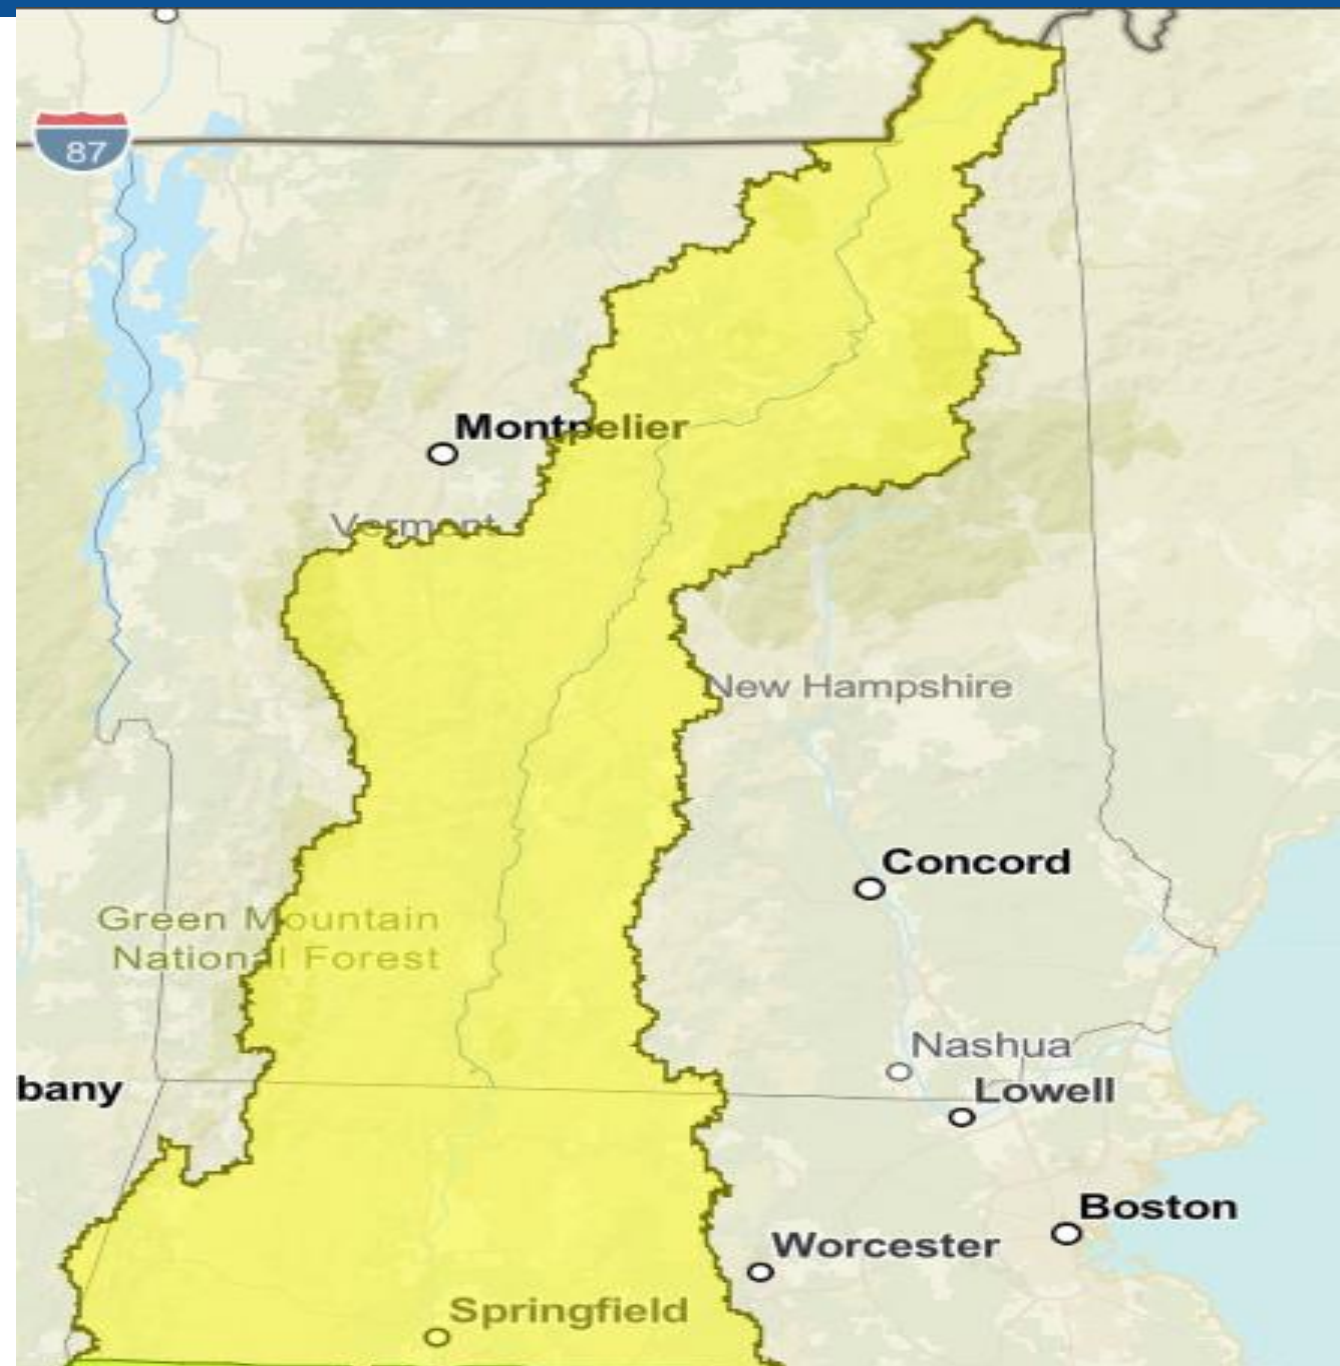 87
Montpelier
Vermont
New Hampshire
Concord
Green Mountain
National Forest
Nashua
bany
Lowell
Boston
Worcester
Springfield